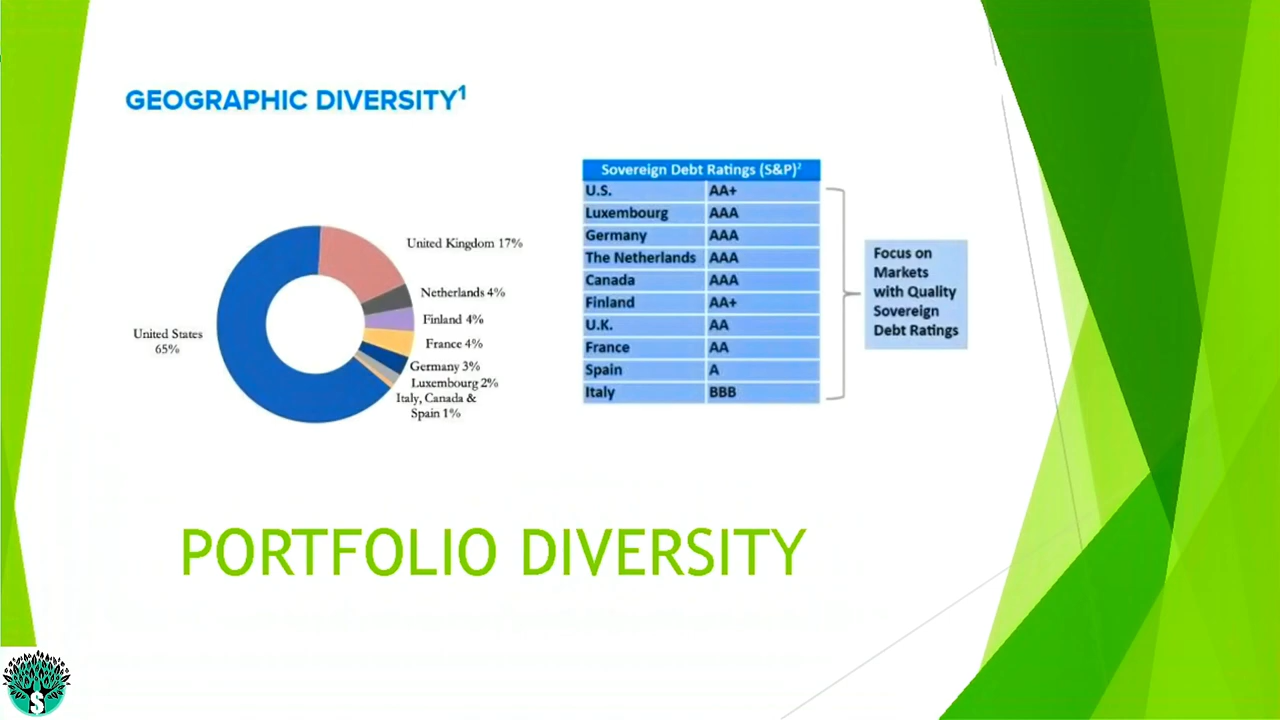 GEOGRAPHIC DIVERSITY¹
United Kingdom 17%
Netherlands 4%
Finland 4%
France 4%
Germany 3%
Luxembourg 2%
Italy, Canada &
Spain 1%
United States
65%
Sovereign Debt Ratings (S&P)²
U.S. AA+
Luxembourg AAA
Germany AAA
The Netherlands AAA
Canada AAA
Finland AA+
U.K. AA
France AA
Spain A
Italy BBB
Focus on
Markets
with Quality
Sovereign
Debt Ratings
PORTFOLIO DIVERSITY
$